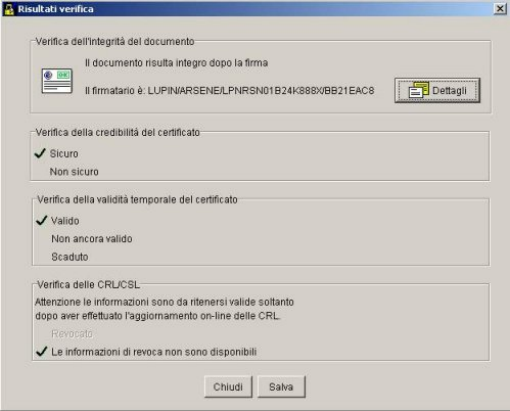 Risultati verifica
Verifica dell'integrità del documento
Il documento risulta integro dopo la firma
Il firmatario è: LUPIN/ARSENE/LPNRSN01B24K888X/BB21EAC8
Dettagli
Verifica della credibilità del certificato
Sicuro
Non sicuro
Verifica della validità temporale del certificato
Valido
Non ancora valido
Scaduto
Verifica delle CRL/CSL
Attenzione le informazioni sono da ritenersi valide soltanto
dopo aver effettuato l'aggiornamento on-line delle CRL.
Revocato
Le informazioni di revoca non sono disponibili
Chiudi Salva